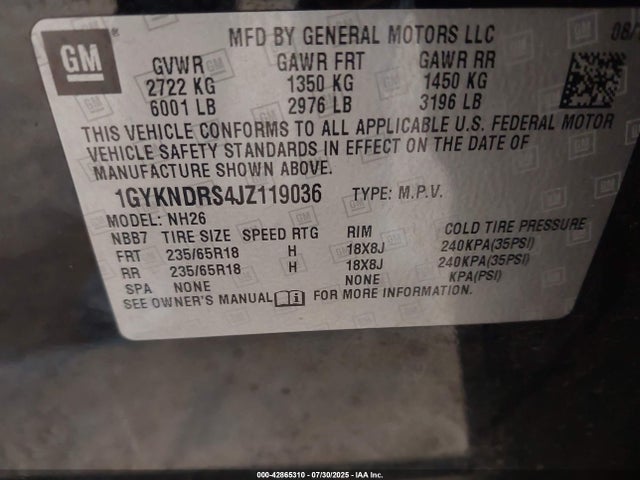 GM
MFD BY GENERAL MOTORS LLC
08/
GVWR GAWR FRT GAWR RR
2722 KG 1350 KG 1450 KG
6001 LB 2976 LB 3196 LB
THIS VEHICLE CONFORMS TO ALL APPLICABLE U.S. FEDERAL MOTOR
VEHICLE SAFETY STANDARDS IN EFFECT ON THE DATE OF
MANUFACTURE SHOWN ABOVE.
1GYKNDRS4JZ119036 TYPE: M.P.V.
MODEL: NH26
NBB7 TIRE SIZE SPEED RTG RIM COLD TIRE PRESSURE
FRT 235/65R18 H 18X8J 240KPA(35PSI)
RR 235/65R18 H 18X8J 240KPA(35PSI)
SPA NONE NONE KPA(PSI)
SEE OWNER'S MANUAL FOR MORE INFORMATION.
000-42865310 - 07/30/2025 - IAA Inc.